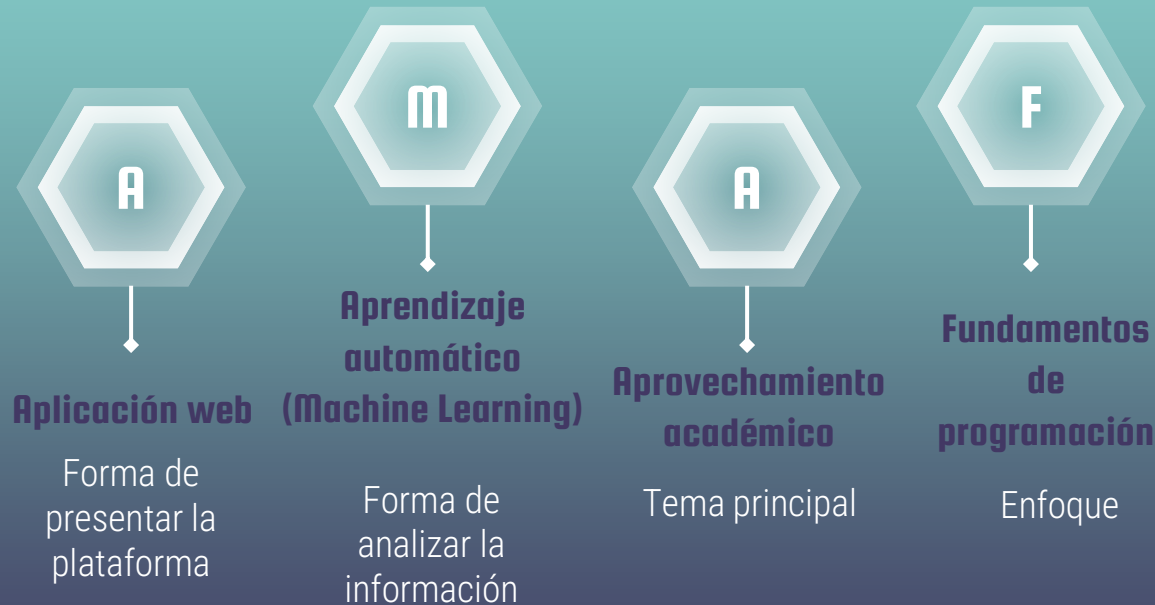 A
Aplicación web
Forma de
presentar la
plataforma
M
Aprendizaje
automático
(Machine Learning)
Forma de
analizar la
información
A
Aprovechamiento
académico
Tema principal
F
Fundamentos
de
programación
Enfoque